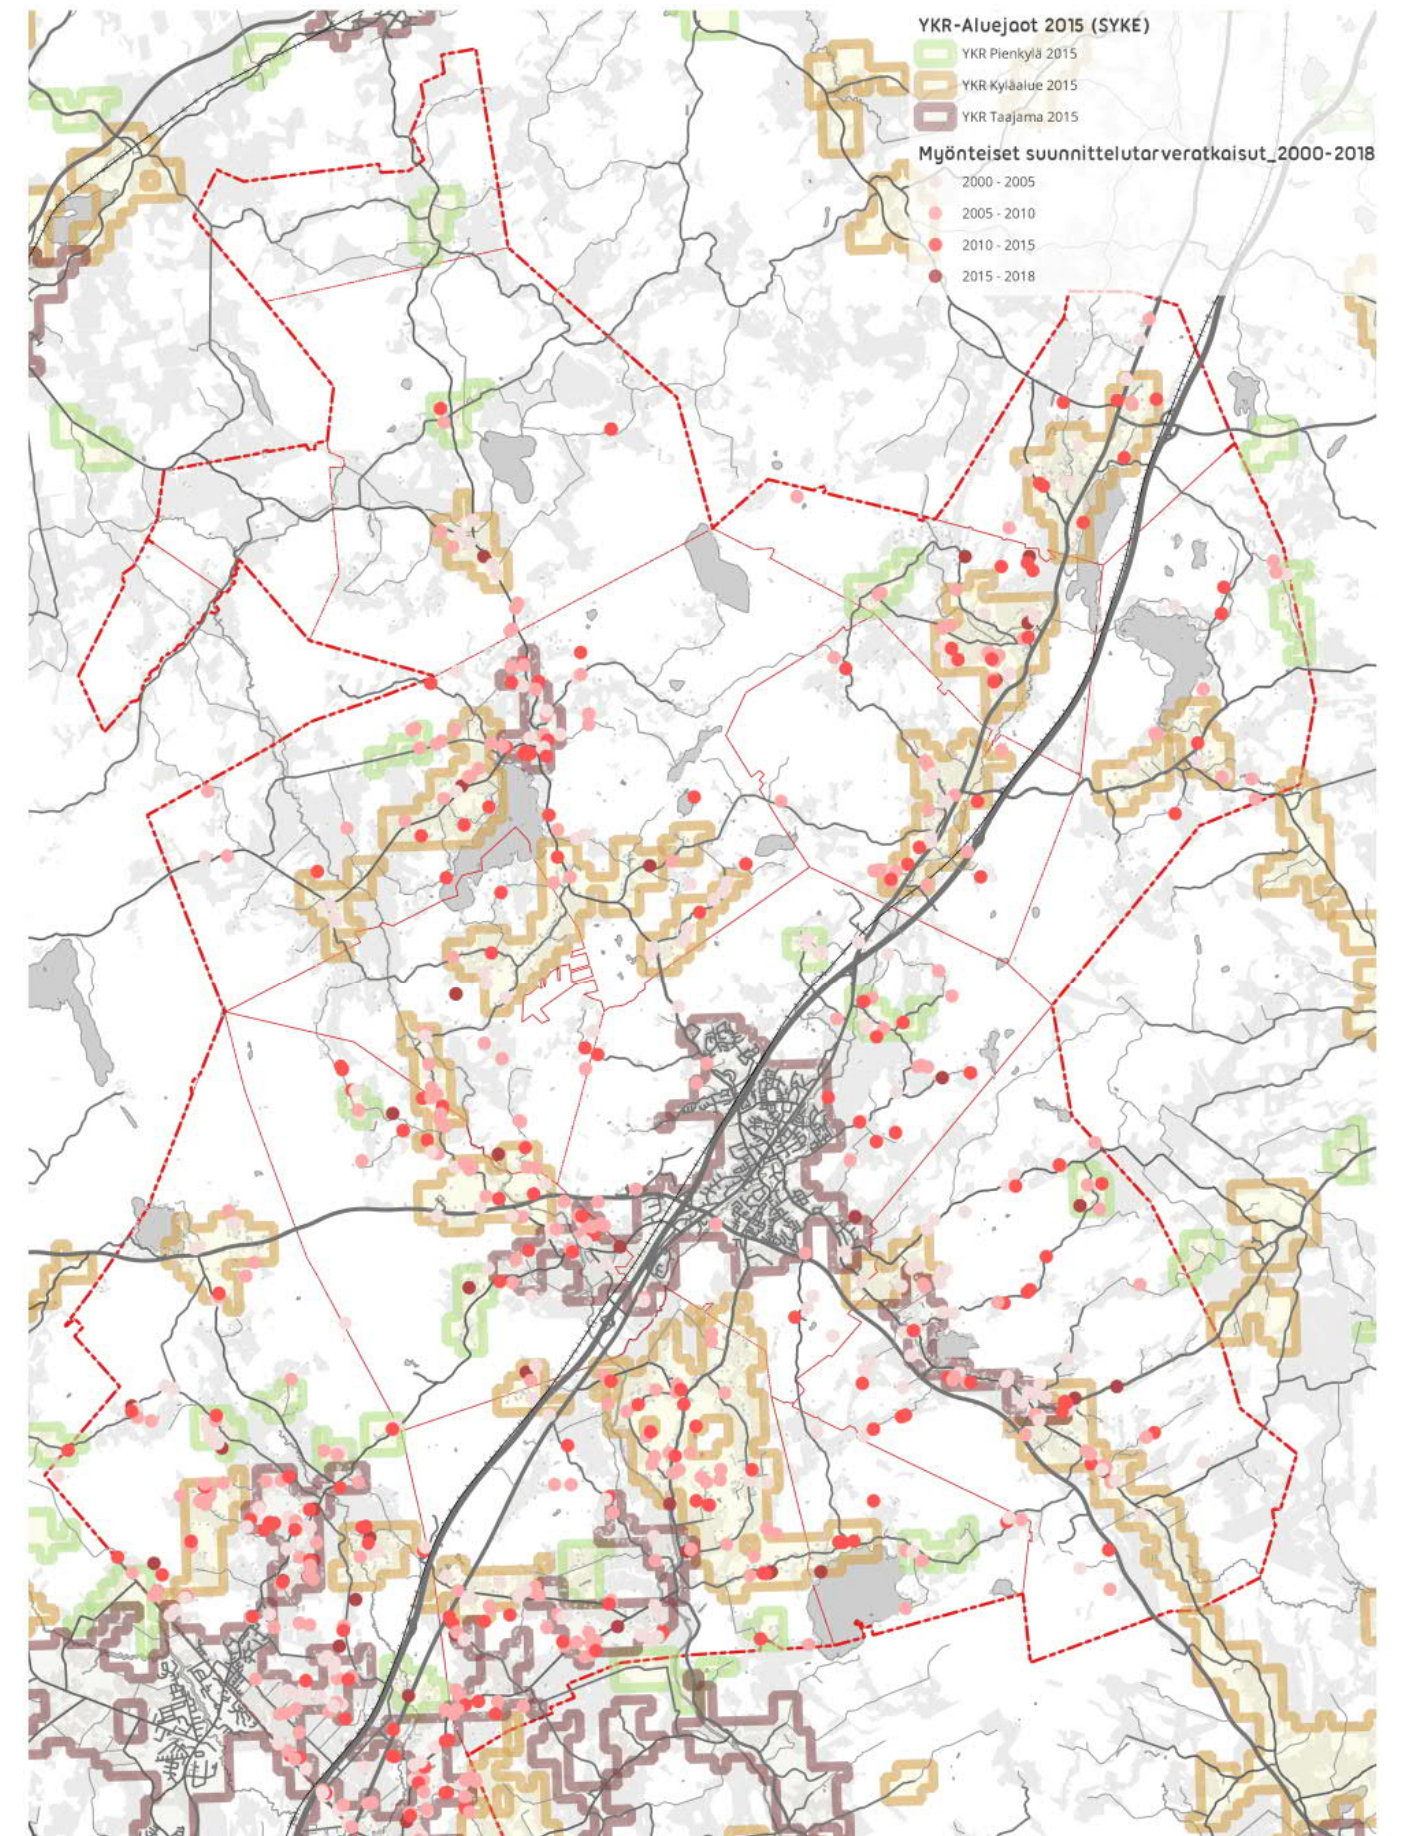 YKR-Aluejaot 2015 (SYKE)
YKR Pienkylä 2015
YKR Kyläalue 2015
YKR Taajama 2015
Myönteiset suunnittelutarveratkaisut_2000-2018
2000 - 2005
2005 - 2010
2010 - 2015
2015 - 2018